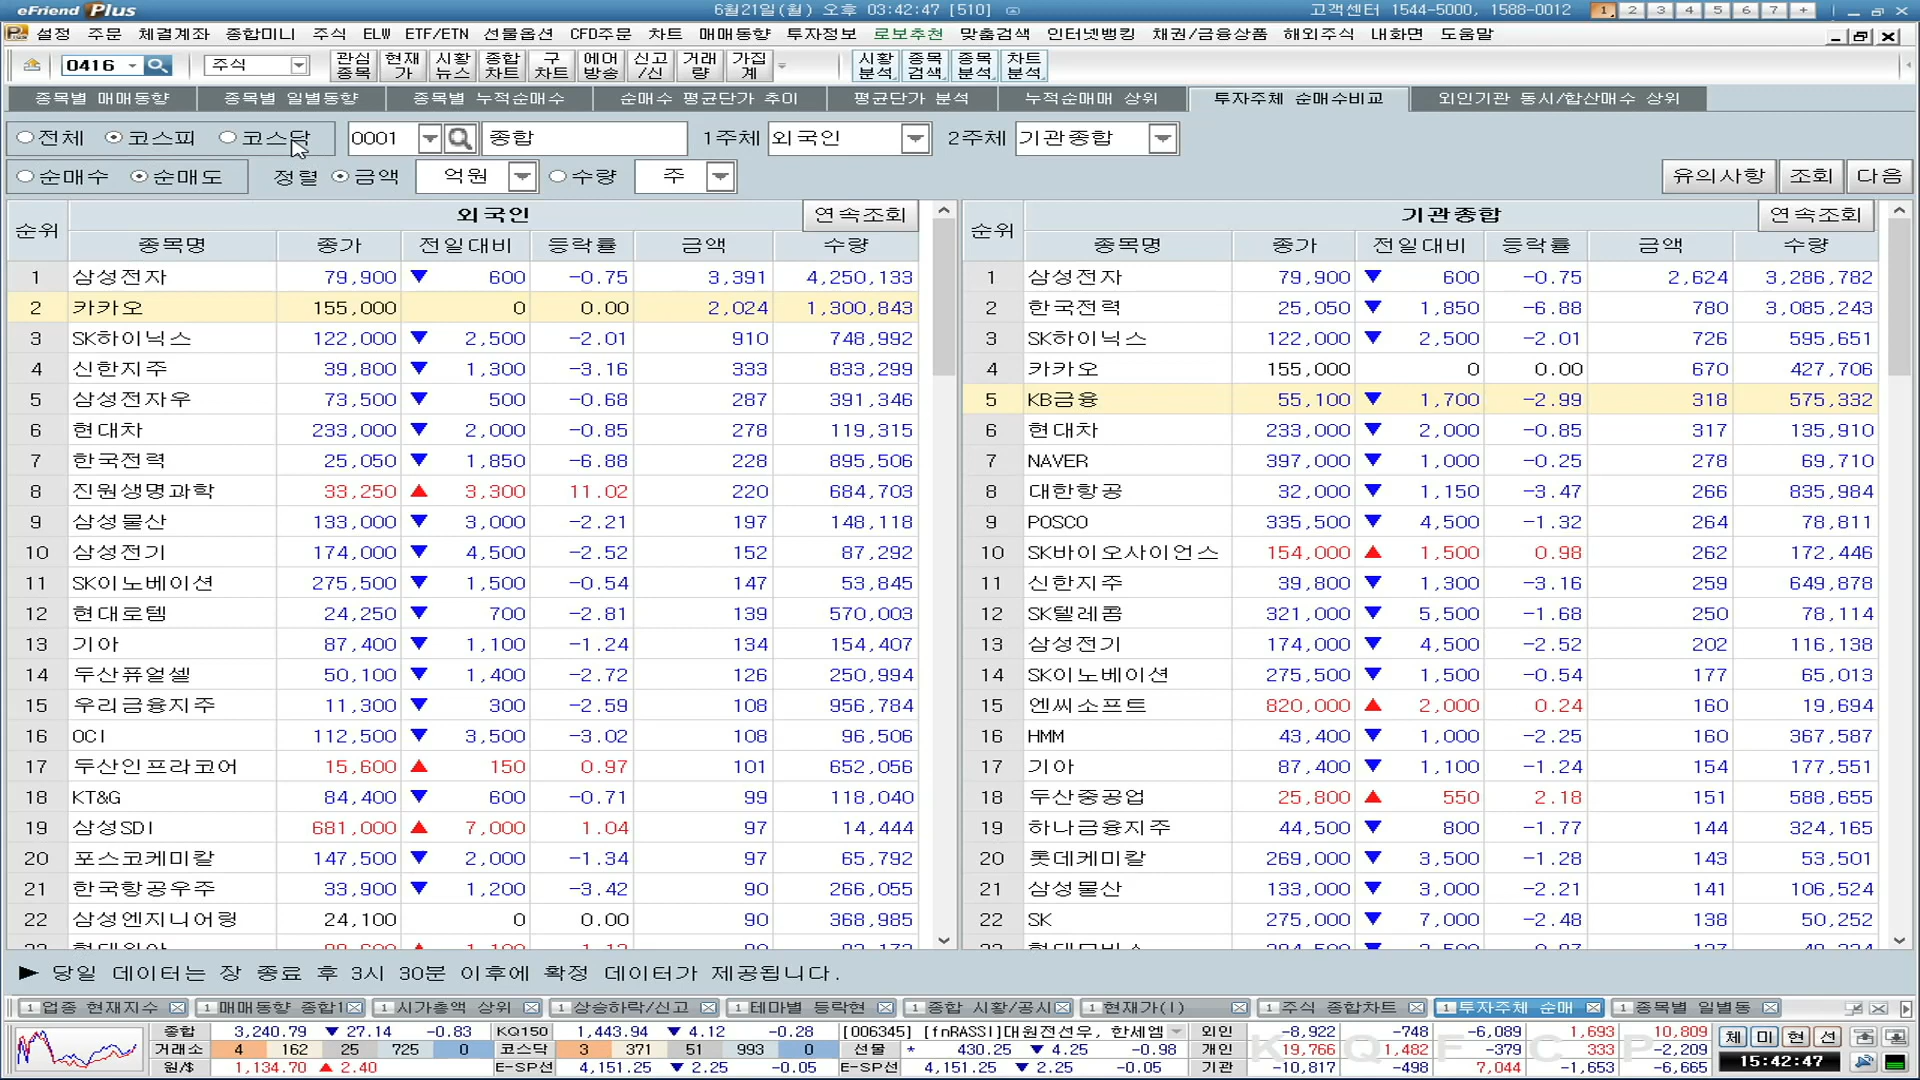 eFriend Plus 6월21일(월) 오후 03:42:47 [510] 고객센터 1544-5000, 1588-0012 1 2 3 4 5 6 7 +
설정 주문 체결계좌 종합미니 주식 ELW ETF/ETN 선물옵션 CFD주문 차트 매매동향 투자정보 로보추천 맞춤검색 인터넷뱅킹 채권/금융상품 해외주식 내화면 도움말
0416 주식 관심종목 현재가 시황뉴스 종합차트 구차트 에어방송 신고/신 거래량 가집계 시황분석 종목검색 종목분석 차트분석
종목별 매매동향 종목별 일별동향 종목별 누적순매수 순매수 평균단가 추이 평균단가 분석 누적순매매 상위 투자주체 순매수비교 외인기관 동시/합산매수 상위
전체 코스피 코스닥 0001 종합 1주체 외국인 2주체 기관종합
순매수 순매도 정렬 금액 억원 수량 주 유의사항 조회 다음
순위 외국인 연속조회 순위 기관종합 연속조회
종목명 종가 전일대비 등락률 금액 수량 종목명 종가 전일대비 등락률 금액 수량
1 삼성전자 79,900 ▼ 600 -0.75 3,391 4,250,133 1 삼성전자 79,900 ▼ 600 -0.75 2,624 3,286,782
2 카카오 155,000 0 0.00 2,024 1,300,843 2 한국전력 25,050 ▼ 1,850 -6.88 780 3,085,243
3 SK하이닉스 122,000 ▼ 2,500 -2.01 910 748,992 3 SK하이닉스 122,000 ▼ 2,500 -2.01 726 595,651
4 신한지주 39,800 ▼ 1,300 -3.16 333 833,299 4 카카오 155,000 0 0.00 670 427,706
5 삼성전자우 73,500 ▼ 500 -0.68 287 391,346 5 KB금융 55,100 ▼ 1,700 -2.99 318 575,332
6 현대차 233,000 ▼ 2,000 -0.85 278 119,315 6 현대차 233,000 ▼ 2,000 -0.85 317 135,910
7 한국전력 25,050 ▼ 1,850 -6.88 228 895,506 7 NAVER 397,000 ▼ 1,000 -0.25 278 69,710
8 진원생명과학 33,250 ▲ 3,300 11.02 220 684,703 8 대한항공 32,000 ▼ 1,150 -3.47 266 835,984
9 삼성물산 133,000 ▼ 3,000 -2.21 197 148,118 9 POSCO 335,500 ▼ 4,500 -1.32 264 78,811
10 삼성전기 174,000 ▼ 4,500 -2.52 152 87,292 10 SK바이오사이언스 154,000 ▲ 1,500 0.98 262 172,446
11 SK이노베이션 275,500 ▼ 1,500 -0.54 147 53,845 11 신한지주 39,800 ▼ 1,300 -3.16 259 649,878
12 현대로템 24,250 ▼ 700 -2.81 139 570,003 12 SK텔레콤 321,000 ▼ 5,500 -1.68 250 78,114
13 기아 87,400 ▼ 1,100 -1.24 134 154,407 13 삼성전기 174,000 ▼ 4,500 -2.52 202 116,138
14 두산퓨얼셀 50,100 ▼ 1,400 -2.72 126 250,994 14 SK이노베이션 275,500 ▼ 1,500 -0.54 177 65,013
15 우리금융지주 11,300 ▼ 300 -2.59 108 956,784 15 엔씨소프트 820,000 ▲ 2,000 0.24 160 19,694
16 OCI 112,500 ▼ 3,500 -3.02 108 96,506 16 HMM 43,400 ▼ 1,000 -2.25 160 367,587
17 두산인프라코어 15,600 ▲ 150 0.97 101 652,056 17 기아 87,400 ▼ 1,100 -1.24 154 177,551
18 KT&G 84,400 ▼ 600 -0.71 99 118,040 18 두산중공업 25,800 ▲ 550 2.18 151 588,655
19 삼성SDI 681,000 ▲ 7,000 1.04 97 14,444 19 하나금융지주 44,500 ▼ 800 -1.77 144 324,165
20 포스코케미칼 147,500 ▼ 2,000 -1.34 97 65,792 20 롯데케미칼 269,000 ▼ 3,500 -1.28 143 53,501
21 한국항공우주 33,900 ▼ 1,200 -3.42 90 266,055 21 삼성물산 133,000 ▼ 3,000 -2.21 141 106,524
22 삼성엔지니어링 24,100 0 0.00 90 368,985 22 SK 275,000 ▼ 7,000 -2.48 138 50,252
▶ 당일 데이터는 장 종료 후 3시 30분 이후에 확정 데이터가 제공됩니다.
1 업종 현재지수 1 매매동향 종합1 1 시가총액 상위 1 상승하락/신고 1 테마별 등락현 1 종합 시황/공시 1 현재가(I) 1 주식 종합차트 1 투자주체 순매 1 종목별 일별동
종합 3,240.79 ▼ 27.14 -0.83 KQ150 1,443.94 ▼ 4.12 -0.28 [006345] [fnRASSI]대원전선우, 한세엠 외인 -8,922 -748 -6,089 1,693 10,809 체 미 현 선
거래소 4 162 25 725 0 코스닥 3 371 51 993 0 선물 * 430.25 ▼ 4.25 -0.98 개인 19,766 1,482 -379 333 -2,209
원/$ 1,134.70 ▲ 2.40 E-SP선 4,151.25 ▼ 2.25 -0.05 E-SP선 4,151.25 ▼ 2.25 -0.05 기관 -10,817 -498 7,044 -1,653 -6,665 15:42:47
K Q F C P